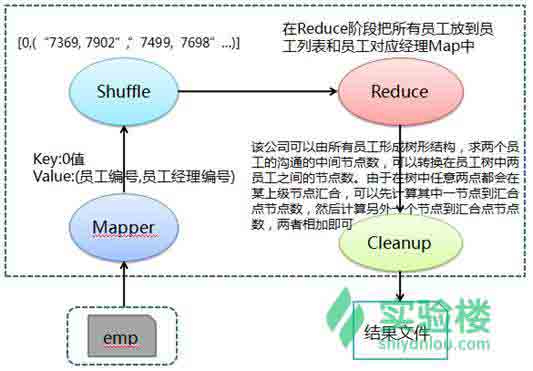 在Reduce阶段把所有员工放到员
工列表和员工对应经理Map中
[0,(“7369, 7902”,“7499, 7698”...)]
Shuffle
Reduce
Key:0值
Value:(员工编号,员工经理编号)
该公司可以由所有员工形成树形结构，求两个员
工的沟通的中间节点数，可以转换在员工树中两
员工之间的节点数。由于在树中任意两点都会在
某上级节点汇合，可以先计算其中一节点到汇合
点节点数，然后计算另外一个节点到汇合点节点
数，两者相加即可
Mapper
Cleanup
emp
结果文件
实验楼
shiyanlou.com